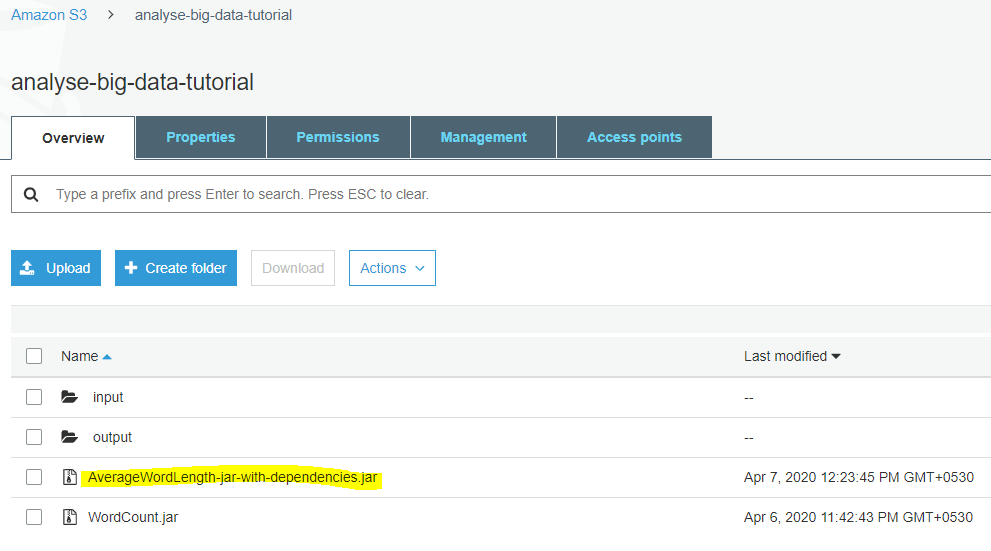 Amazon S3 > analyse-big-data-tutorial
analyse-big-data-tutorial
Overview Properties Permissions Management Access points
Type a prefix and press Enter to search. Press ESC to clear.
Upload Create folder Download Actions
Name Last modified
input --
output --
AverageWordLength-jar-with-dependencies.jar Apr 7, 2020 12:23:45 PM GMT+0530
WordCount.jar Apr 6, 2020 11:42:43 PM GMT+0530